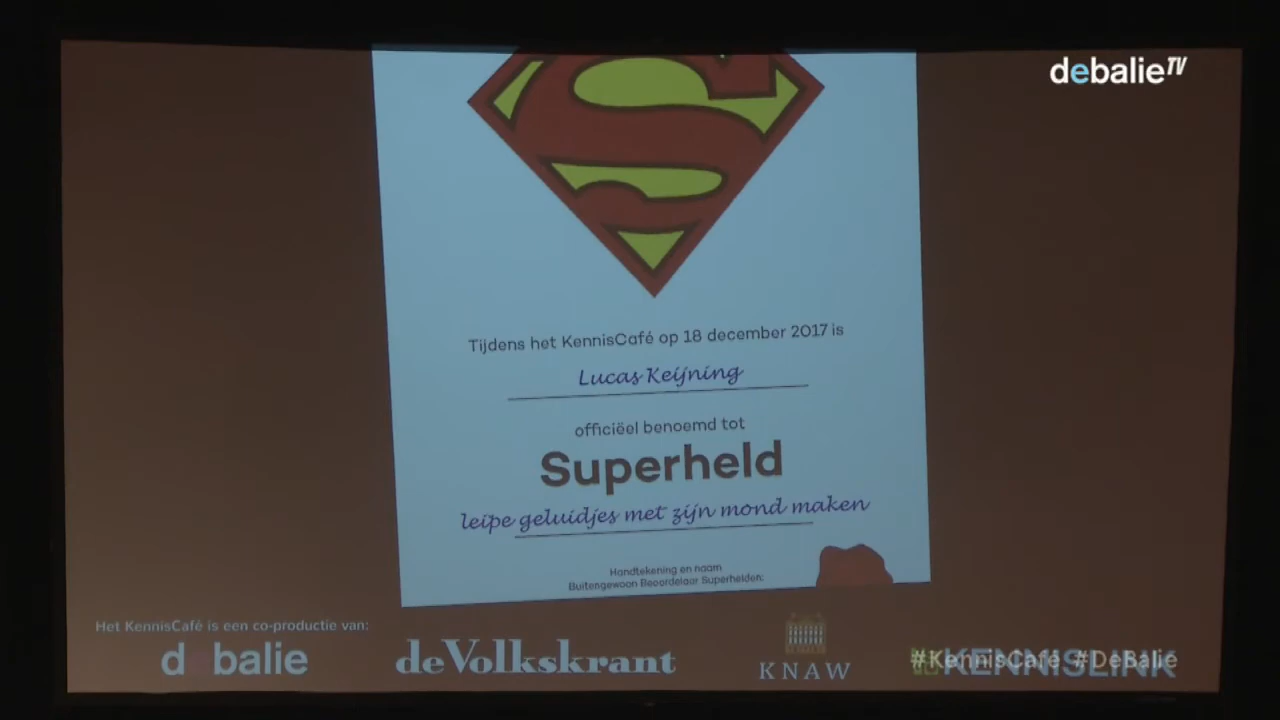 debalieTV
Tijdens het KennisCafé op 18 december 2017 is
Lucas Keijning
officiëel benoemd tot
Superheld
leipe geluidjes met zijn mond maken
Handtekening en naam
Buitengewoon Beoordelaar Superhelden:
Het KennisCafé is een co-productie van:
debalie
deVolkskrant
KNAW
KENNISLINK
#KennisCafé #DeBalie